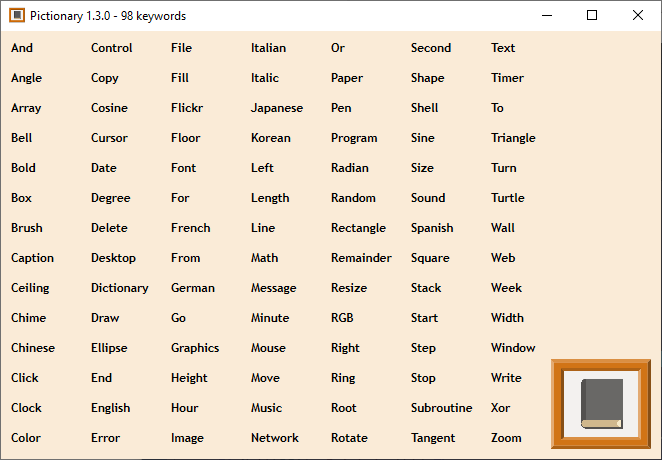 Pictionary 1.3.0 - 98 keywords
And Control File Italian Or Second Text
Angle Copy Fill Italic Paper Shape Timer
Array Cosine Flickr Japanese Pen Shell To
Bell Cursor Floor Korean Program Sine Triangle
Bold Date Font Left Radian Size Turn
Box Degree For Length Random Sound Turtle
Brush Delete French Line Rectangle Spanish Wall
Caption Desktop From Math Remainder Square Web
Ceiling Dictionary German Message Resize Stack Week
Chime Draw Go Minute RGB Start Width
Chinese Ellipse Graphics Mouse Right Step Window
Click End Height Move Ring Stop Write
Clock English Hour Music Root Subroutine Xor
Color Error Image Network Rotate Tangent Zoom